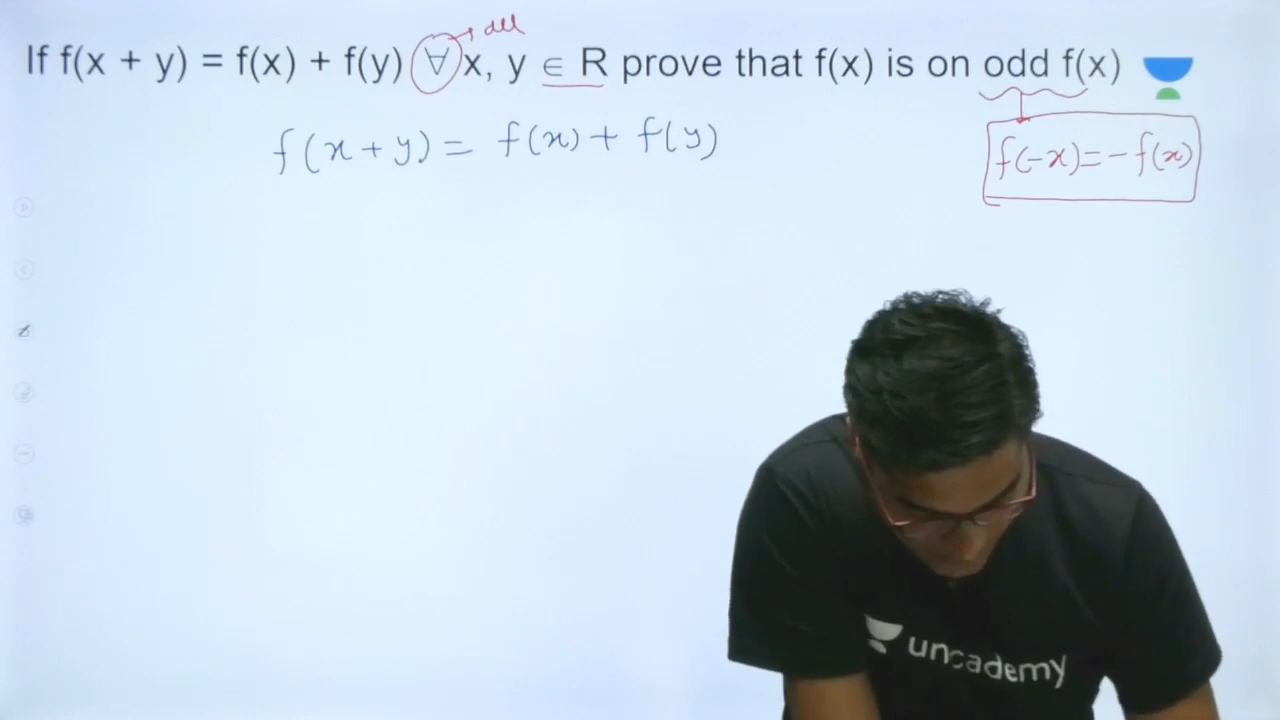 all
If f(x + y) = f(x) + f(y) ∀ x, y ∈ R prove that f(x) is on odd f(x)
f(x+y) = f(x) + f(y)
f(-x)=-f(x)
unacademy